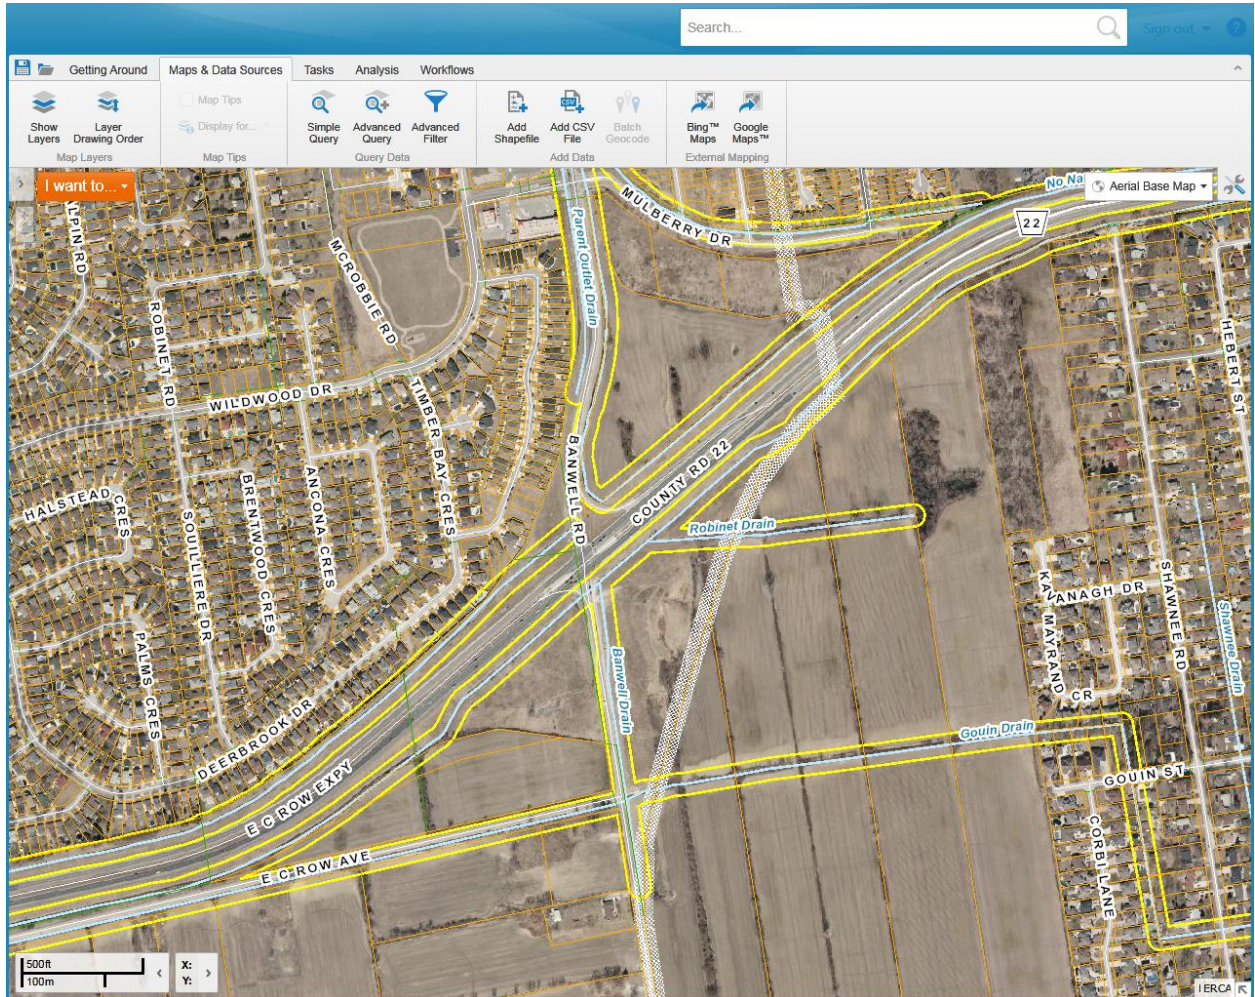 Search...
Sign out
?
Getting Around
Maps & Data Sources
Tasks
Analysis
Workflows
Show Layers
Layer Drawing Order
Map Layers
Map Tips
Display for...
Map Tips
Simple Query
Advanced Query
Advanced Filter
Query Data
Add Shapefile
CSV
Add CSV File
Batch Geocode
Add Data
Bing™ Maps
Google Maps™
External Mapping
I want to...
Aerial Base Map
No Na
22
MULBERRY DR
Parent Outlet Drain
MCROBBIE RD
ROBINET RD
WILDWOOD DR
TIMBER BAY CRES
HEBERT ST
BANWELL RD
COUNTY RD 22
HALSTEAD CRES
BRENTWOOD CRES
ANCONA CRES
SOUILLIERE DR
Robinet Drain
KAVANAGH DR
MAYRAND CR
SHAWNEE RD
Shawnee Drain
PALMS CRES
DEERBROOK DR
Banwell Drain
Gouin Drain
GOUIN ST
E C ROW EXPY
E C ROW AVE
CORBI LANE
500ft
100m
X:
Y:
ERCA